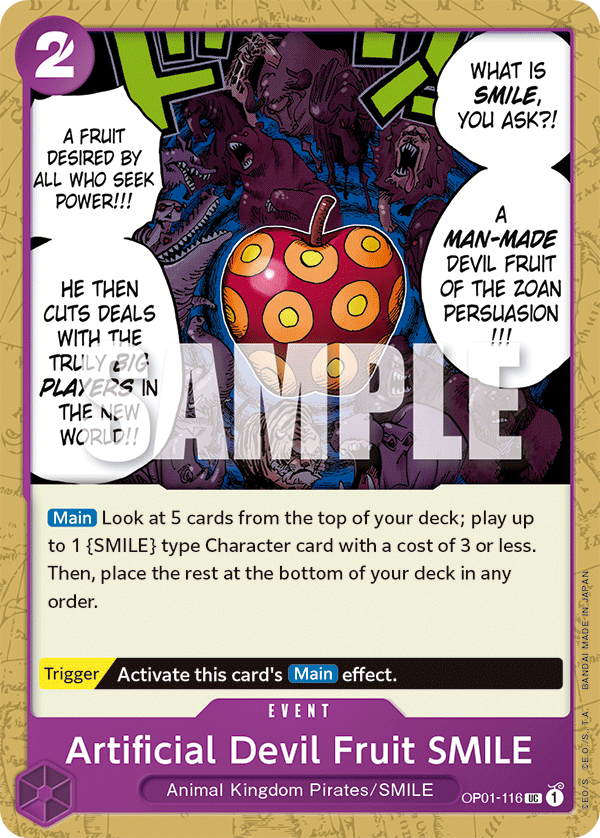 2
A FRUIT
DESIRED BY
ALL WHO SEEK
POWER!!!
WHAT IS
SMILE,
YOU ASK?!
A
MAN-MADE
DEVIL FRUIT
OF THE ZOAN
PERSUASION
!!!
HE THEN
CUTS DEALS
WITH THE
TRULY BIG
PLAYERS IN
THE NEW
WORLD!!
SAMPLE
Main Look at 5 cards from the top of your deck; play up
to 1 {SMILE} type Character card with a cost of 3 or less.
Then, place the rest at the bottom of your deck in any
order.
Trigger Activate this card's Main effect.
EVENT
Artificial Devil Fruit SMILE
Animal Kingdom Pirates/SMILE
OP01-116 UC 1
BANDAI MADE IN JAPAN